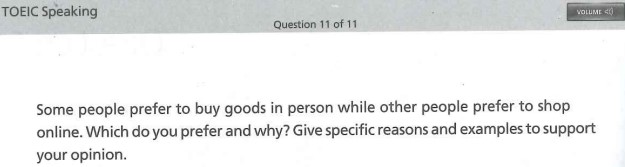 TOEIC Speaking
VOLUME
Question 11 of 11
Some people prefer to buy goods in person while other people prefer to shop
online. Which do you prefer and why? Give specific reasons and examples to support
your opinion.